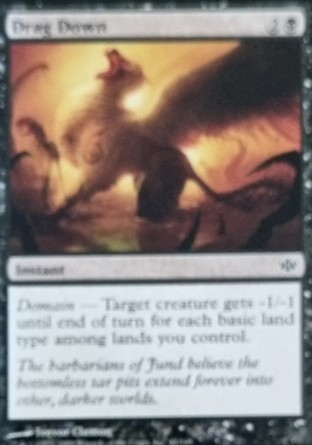 Drag Down
Instant
Domain — Target creature gets -1/-1
until end of turn for each basic land
type among lands you control.
The barbarians of Jund believe the
bottomless tar pits extend forever into
other, darker worlds.